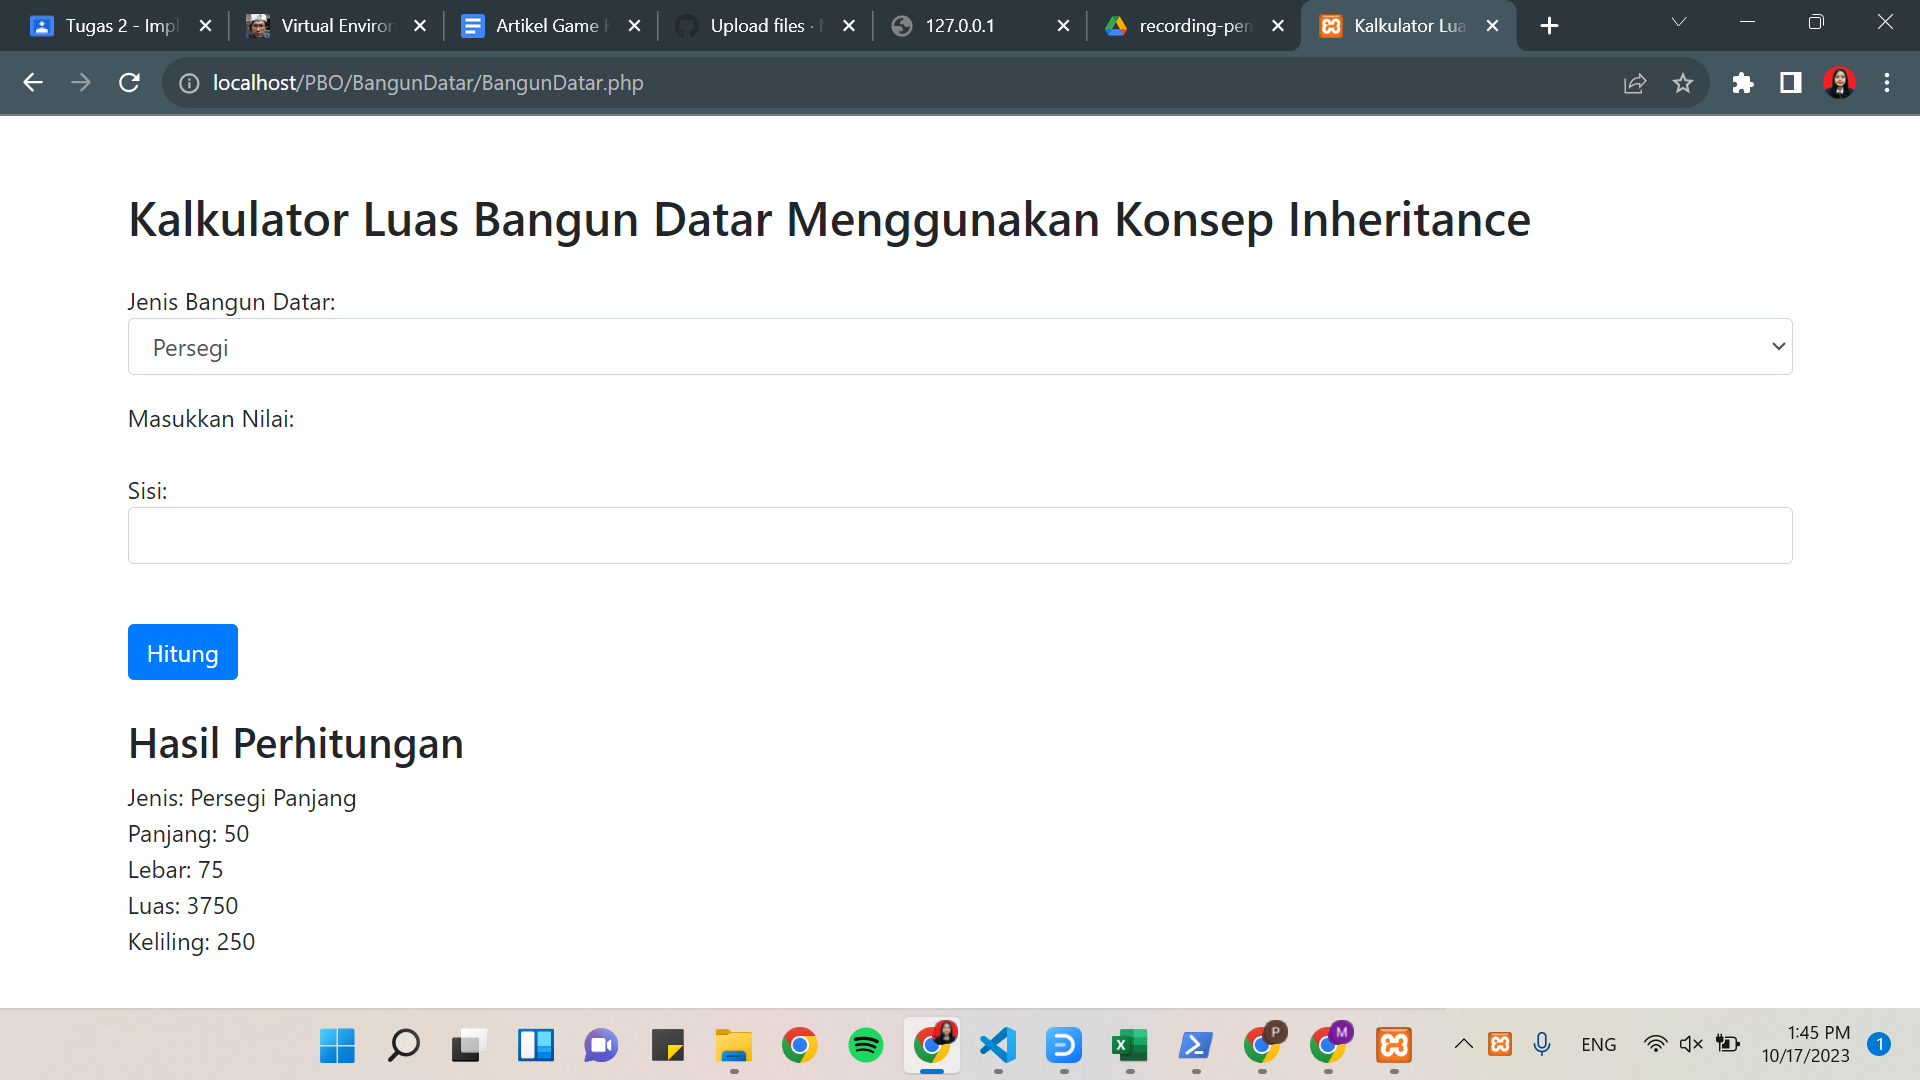 Tugas 2 - Impl
Virtual Environ
Artikel Game
Upload files ·
127.0.0.1
recording-pen
Kalkulator Lua
localhost/PBO/BangunDatar/BangunDatar.php
Kalkulator Luas Bangun Datar Menggunakan Konsep Inheritance
Jenis Bangun Datar:
Persegi
Masukkan Nilai:
Sisi:
Hitung
Hasil Perhitungan
Jenis: Persegi Panjang
Panjang: 50
Lebar: 75
Luas: 3750
Keliling: 250
P
M
ENG
1:45 PM
10/17/2023
1